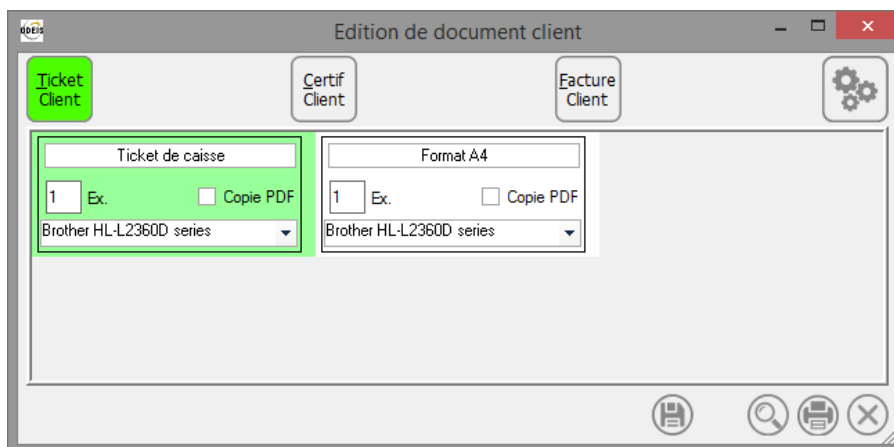 ODEIS
Edition de document client
Ticket
Client
Certif
Client
Facture
Client
Ticket de caisse
1 Ex. Copie PDF
Brother HL-L2360D series
Format A4
1 Ex. Copie PDF
Brother HL-L2360D series